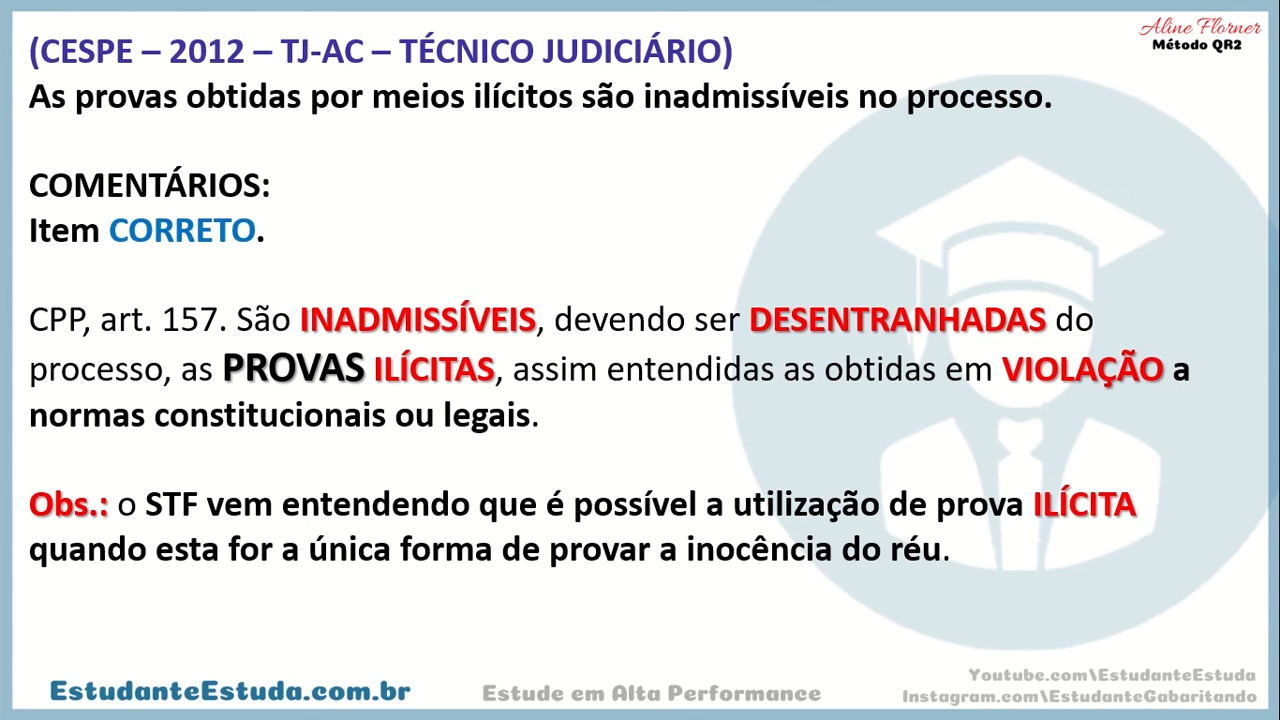 Aline Florner
Método QR2
(CESPE – 2012 – TJ-AC – TÉCNICO JUDICIÁRIO)
As provas obtidas por meios ilícitos são inadmissíveis no processo.
COMENTÁRIOS:
Item CORRETO.
CPP, art. 157. São INADMISSÍVEIS, devendo ser DESENTRANHADAS do
processo, as PROVAS ILÍCITAS, assim entendidas as obtidas em VIOLAÇÃO a
normas constitucionais ou legais.
Obs.: o STF vem entendendo que é possível a utilização de prova ILÍCITA
quando esta for a única forma de provar a inocência do réu.
EstudanteEstuda.com.br
Estude em Alta Performance
Youtube.com\EstudanteEstuda
Instagram.com\EstudanteGabaritando